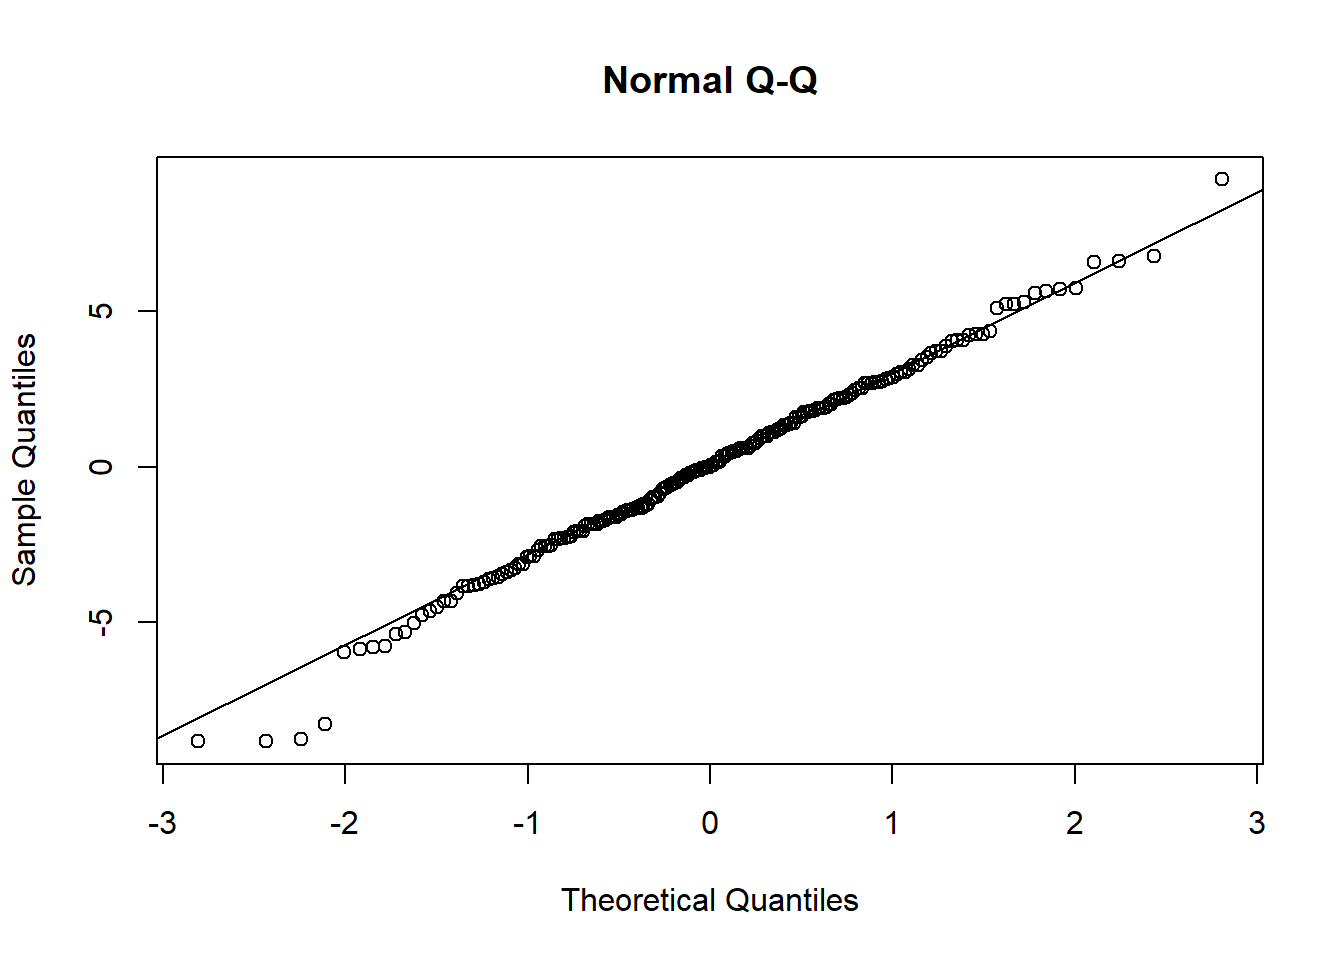 Normal Q-Q
5
0
-5
Sample Quantiles
-3 -2 -1 0 1 2 3
Theoretical Quantiles